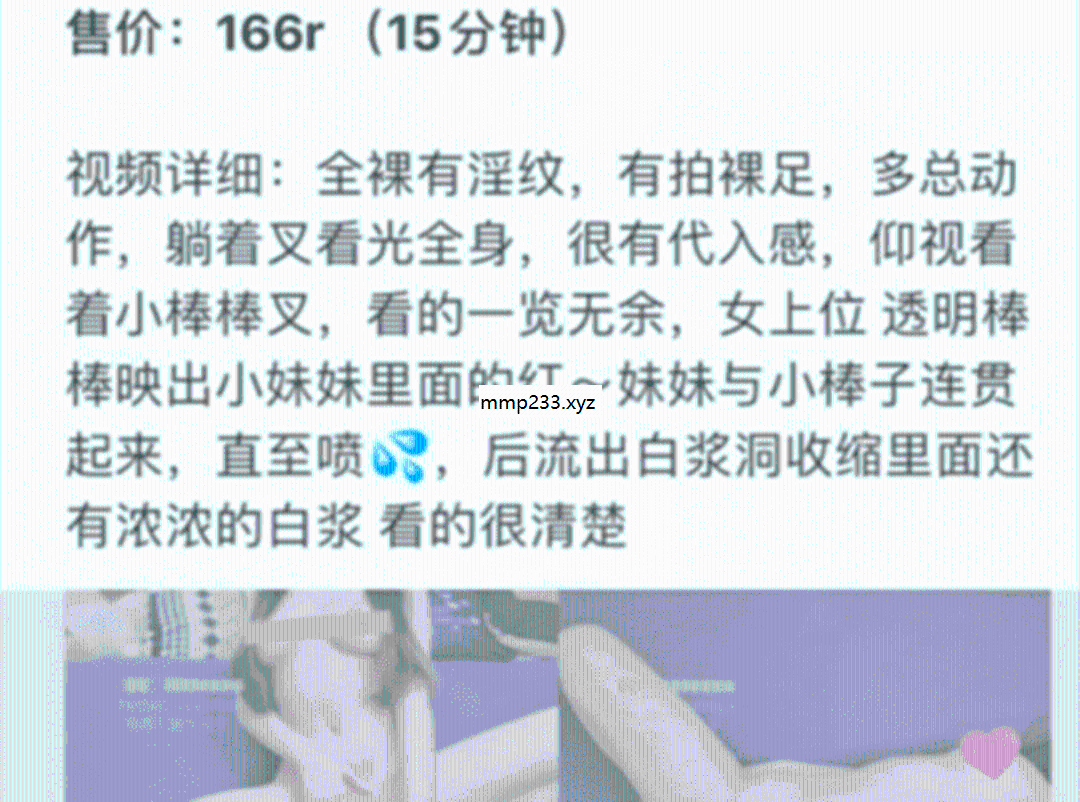 售价：166r （15分钟）
视频详细：全裸有淫纹，有拍裸足，多总动
作，躺着叉看光全身，很有代入感，仰视看
着小棒棒叉，看的一览无余，女上位 透明棒
棒映出小妹妹里面的红～妹妹与小棒子连贯
mmp233.xyz
起来，直至喷💦，后流出白浆洞收缩里面还
有浓浓的白浆 看的很清楚